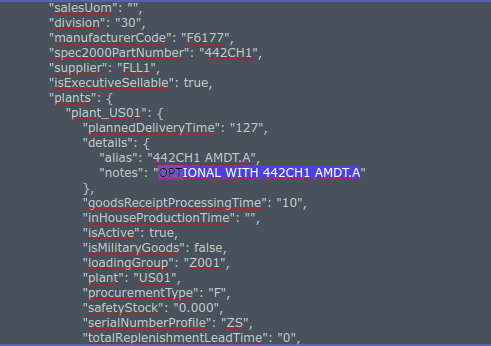 "salesUom": "",
"division": "30",
"manufacturerCode": "F6177",
"spec2000PartNumber": "442CH1",
"supplier": "FLL1",
"isExecutiveSellable": true,
"plants": {
"plant_US01": {
"plannedDeliveryTime": "127",
"details": {
"alias": "442CH1 AMDT.A",
"notes": "OPTIONAL WITH 442CH1 AMDT.A"
},
"goodsReceiptProcessingTime": "10",
"inHouseProductionTime": "",
"isActive": true,
"isMilitaryGoods": false,
"loadingGroup": "Z001",
"plant": "US01",
"procurementType": "F",
"safetyStock": "0.000",
"serialNumberProfile": "ZS",
"totalReplenishmentLeadTime": "0",